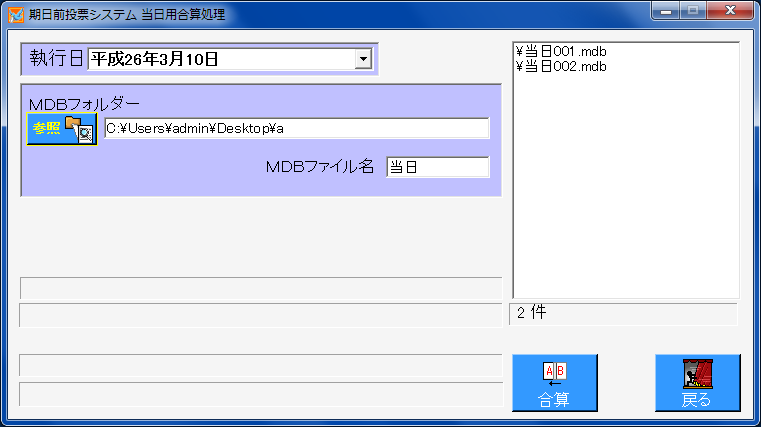 期日前投票システム 当日用合算処理
執行日 平成26年3月10日
MDBフォルダー
参照 C:¥Users¥admin¥Desktop¥a
MDBファイル名 当日
¥当日001.mdb
¥当日002.mdb
2 件
A B
合算
戻る